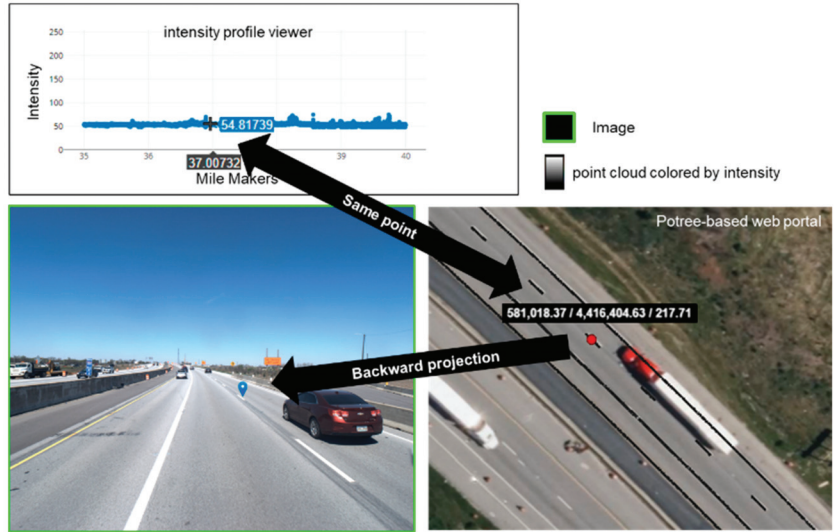 intensity profile viewer
250
200
150
100
50
0
Intensity
54.81739
35
36
39
40
37.00732
Mile Makers
Image
point cloud colored by intensity
Same point
Potree-based web portal
581,018.37 / 4,416,404.63 / 217.71
Backward projection